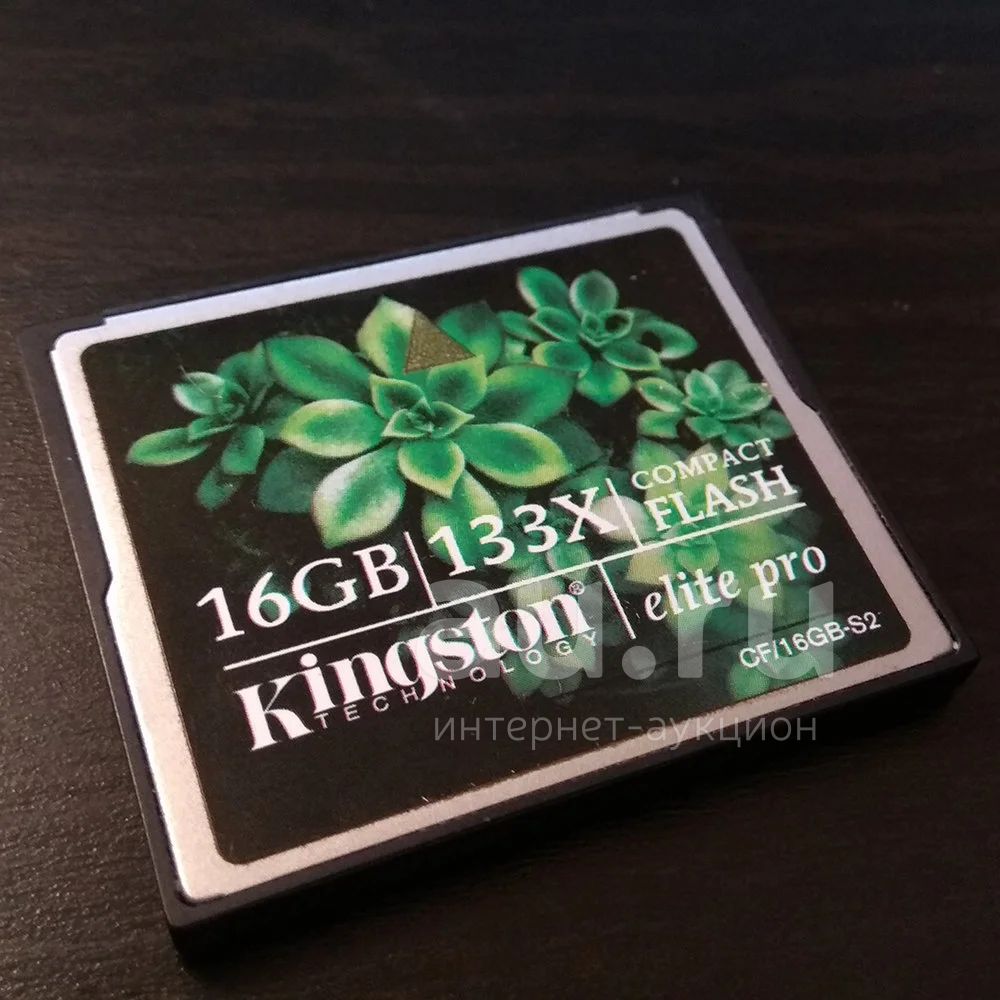 16GB 133X COMPACT FLASH
Kingston® elite pro
TECHNOLOGY
CF/16GB-S2
au.ru
интернет-аукцион